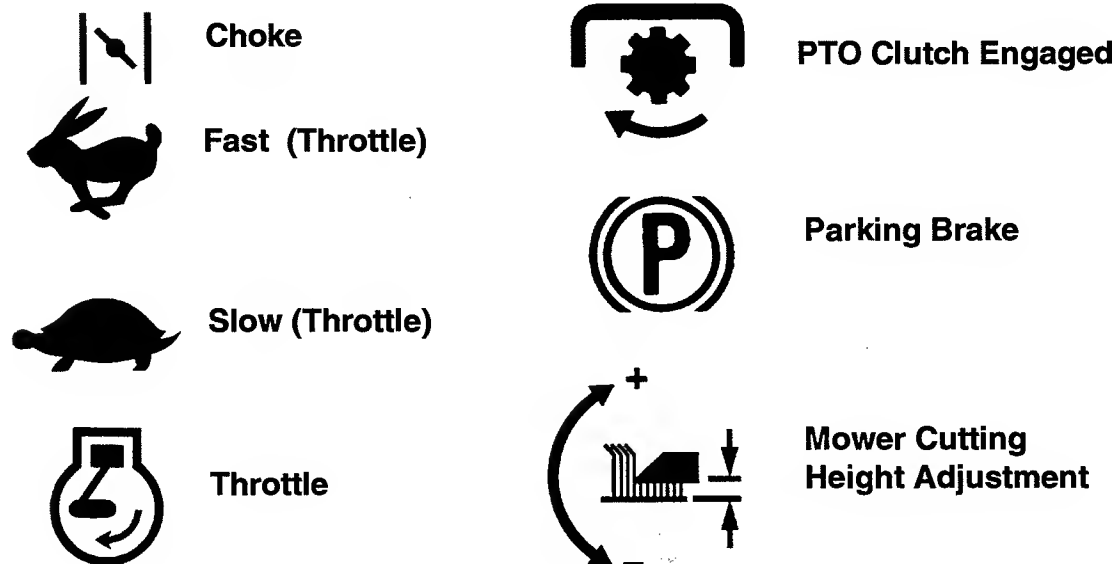 Choke
Fast (Throttle)
Slow (Throttle)
Throttle
PTO Clutch Engaged
P
Parking Brake
+
Mower Cutting
Height Adjustment
−